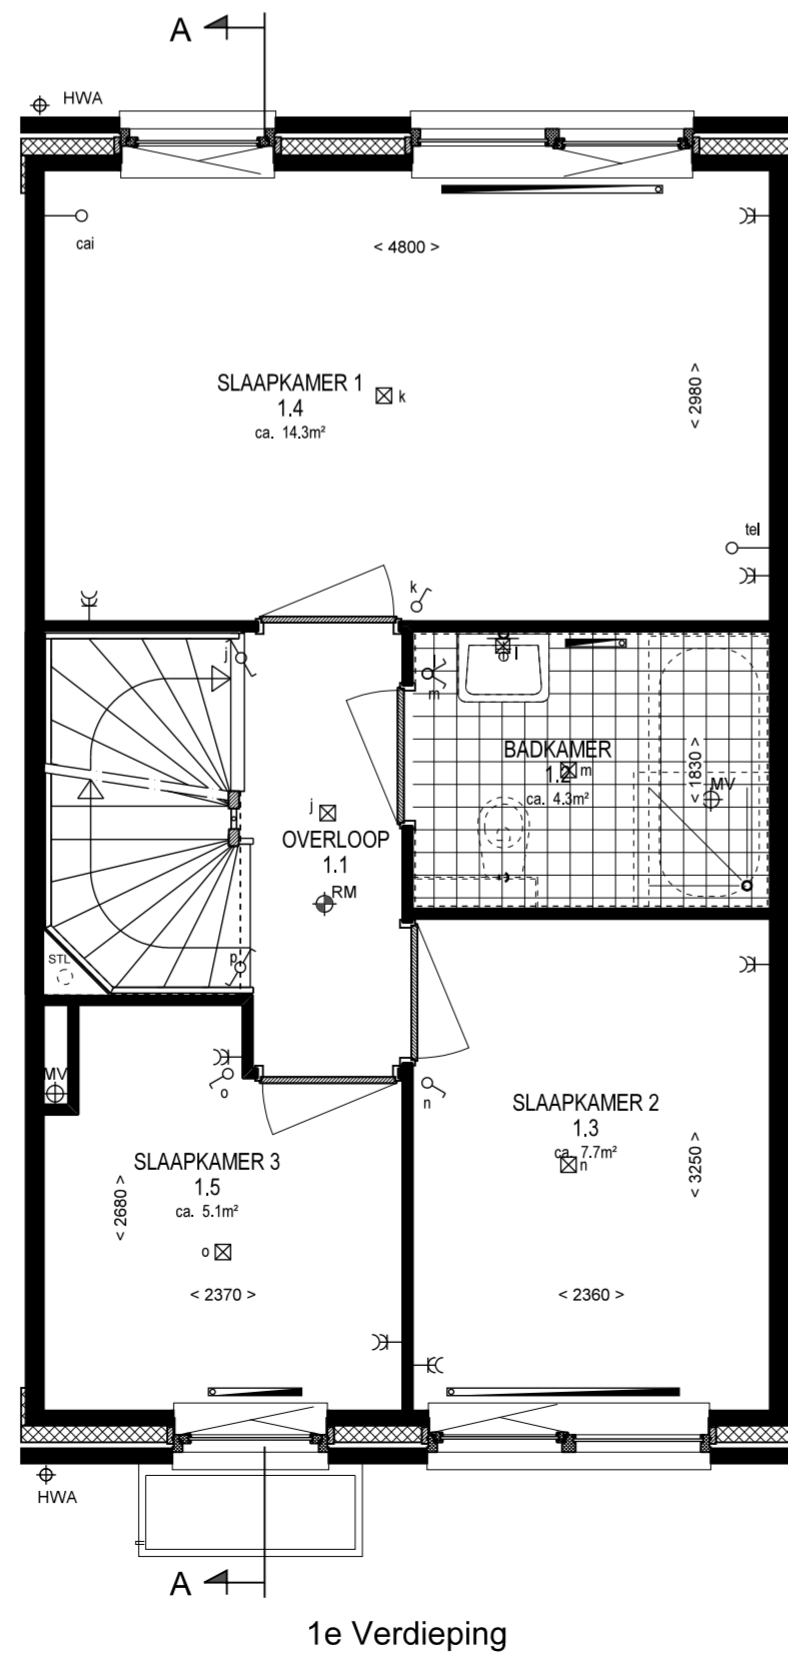 A
HWA
cai
< 4800 >
SLAAPKAMER 1
1.4
ca. 14.3m²
k
< 2980 >
tel
k
j
l
m
BADKAMER
1.2
m
ca. 4.3m²
< 1830 >
MV
j
OVERLOOP
1.1
RM
p
STL
MV
o
n
SLAAPKAMER 2
1.3
ca. 7.7m²
n
< 3250 >
SLAAPKAMER 3
1.5
ca. 5.1m²
< 2680 >
o
< 2370 >
< 2360 >
HWA
A
1e Verdieping